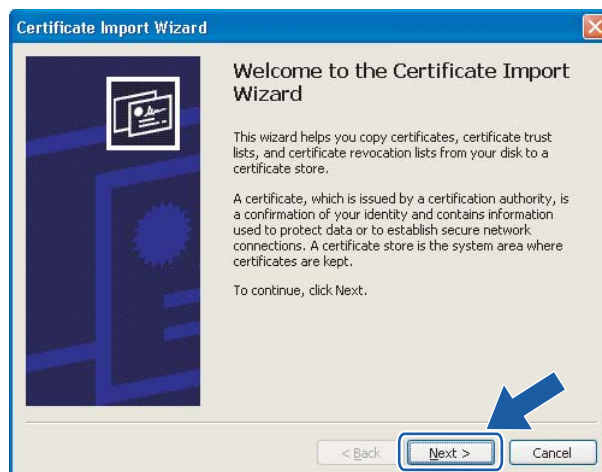 Certificate Import Wizard
Welcome to the Certificate Import
Wizard
This wizard helps you copy certificates, certificate trust
lists, and certificate revocation lists from your disk to a
certificate store.
A certificate, which is issued by a certification authority, is
a confirmation of your identity and contains information
used to protect data or to establish secure network
connections. A certificate store is the system area where
certificates are kept.
To continue, click Next.
< Back Next > Cancel